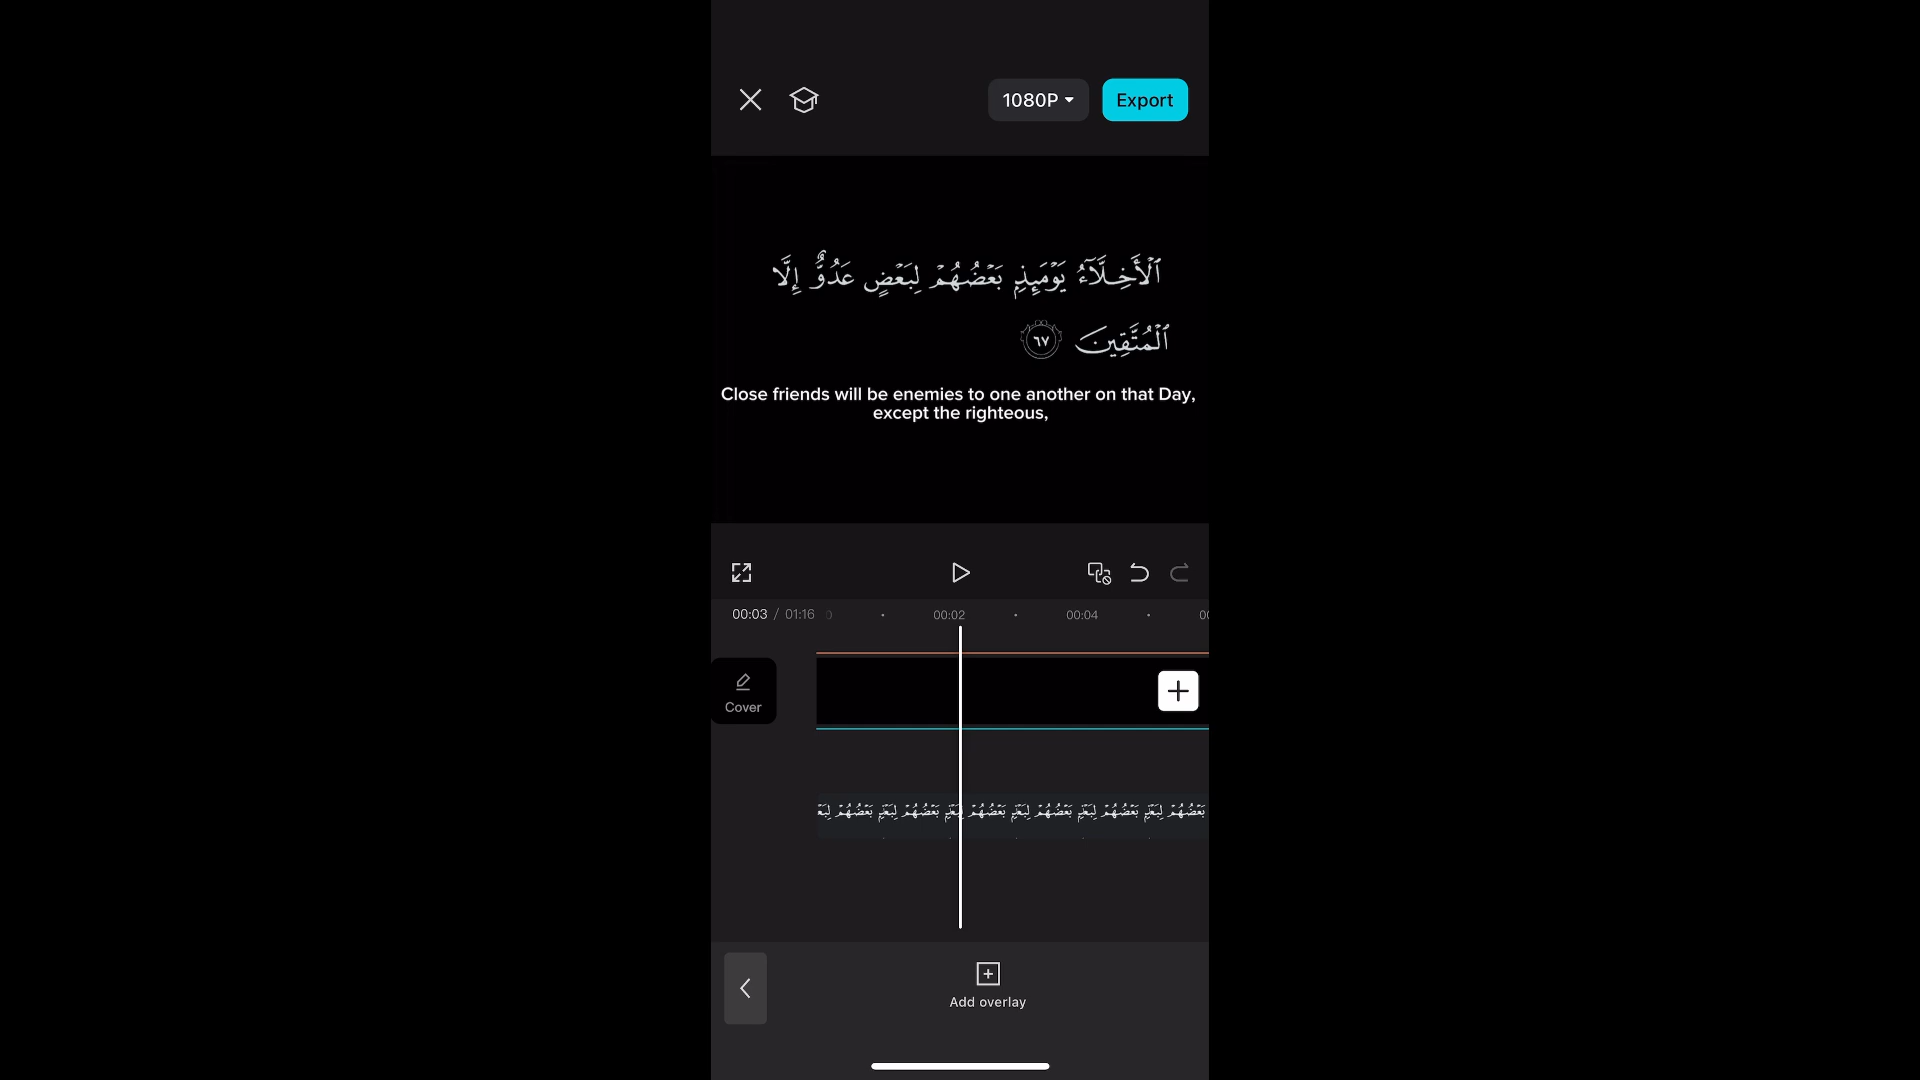 1080P
Export
ٱلْأَخِلَّآءُ يَوْمَئِذٍۭ بَعْضُهُمْ لِبَعْضٍ عَدُوٌّ إِلَّا
ٱلْمُتَّقِينَ ٦٧
Close friends will be enemies to one another on that Day,
except the righteous,
00:03 / 01:16
00:02
00:04
Cover
بَعْضُهُمْ لِبَعْضٍ بَعْضُهُمْ لِبَعْضٍ بَعْضُهُمْ لِبَعْضٍ بَعْضُهُمْ لِبَعْضٍ بَعْضُهُمْ لِبَعْضٍ بَعْضُهُمْ
Add overlay